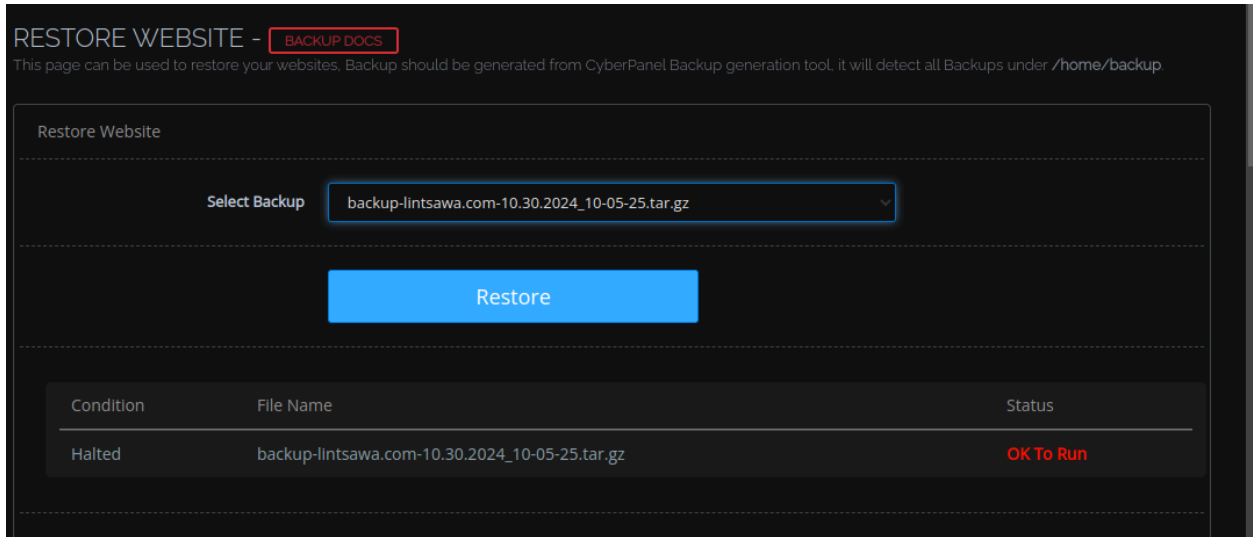 RESTORE WEBSITE - BACKUP DOCS
This page can be used to restore your websites, Backup should be generated from CyberPanel Backup generation tool, it will detect all Backups under /home/backup.
Restore Website
Select Backup backup-lintsawa.com-10.30.2024_10-05-25.tar.gz
Restore
Condition File Name Status
Halted backup-lintsawa.com-10.30.2024_10-05-25.tar.gz OK To Run